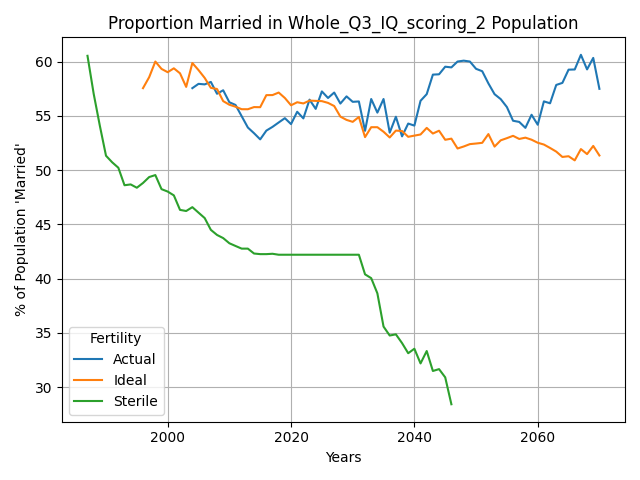 Proportion Married in Whole_Q3_IQ_scoring_2 Population
% of Population 'Married'
60
55
50
45
40
35
30
Fertility
Actual
Ideal
Sterile
2000 2020 2040 2060
Years